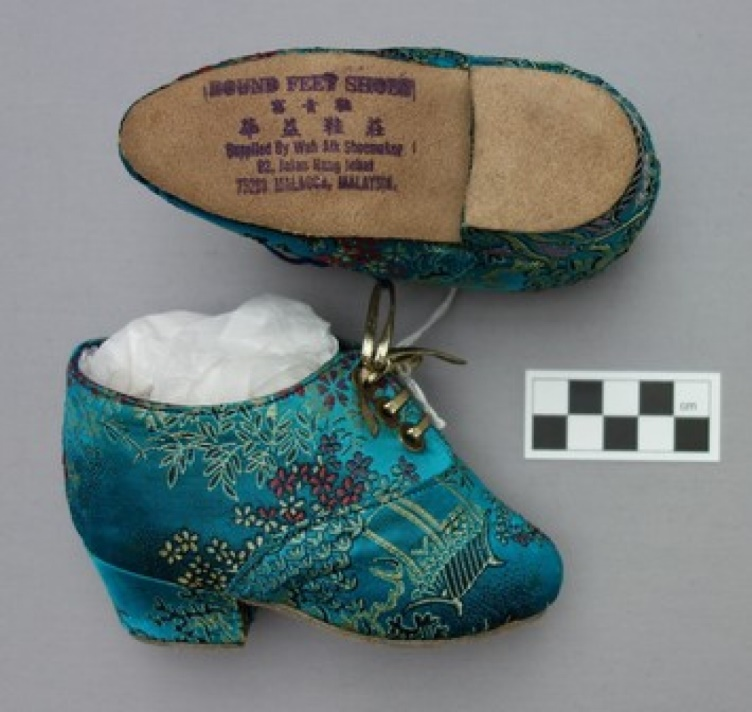 BOUND FEET SHOES
華益鞋莊
Supplied By Wah Aik Shoemaker
92, Jalan Hang Jebat
75200 MALACCA, MALAYSIA.
cm